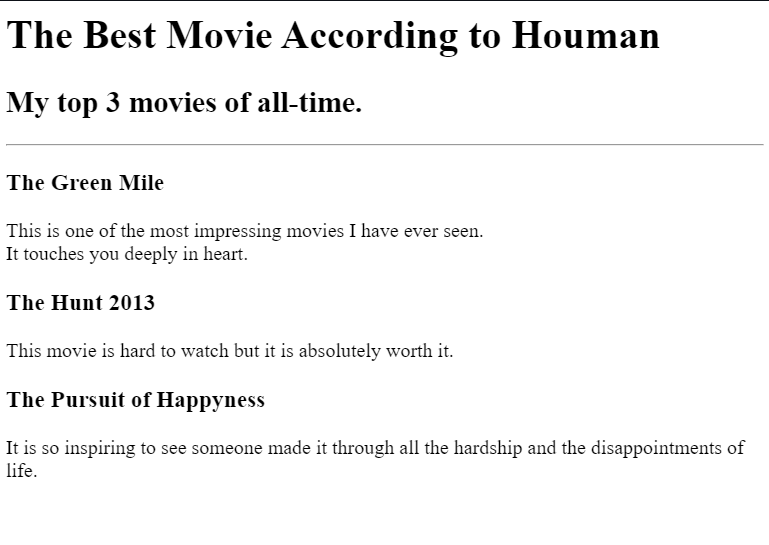 The Best Movie According to Houman
My top 3 movies of all-time.
The Green Mile
This is one of the most impressing movies I have ever seen.
It touches you deeply in heart.
The Hunt 2013
This movie is hard to watch but it is absolutely worth it.
The Pursuit of Happyness
It is so inspiring to see someone made it through all the hardship and the disappointments of
life.